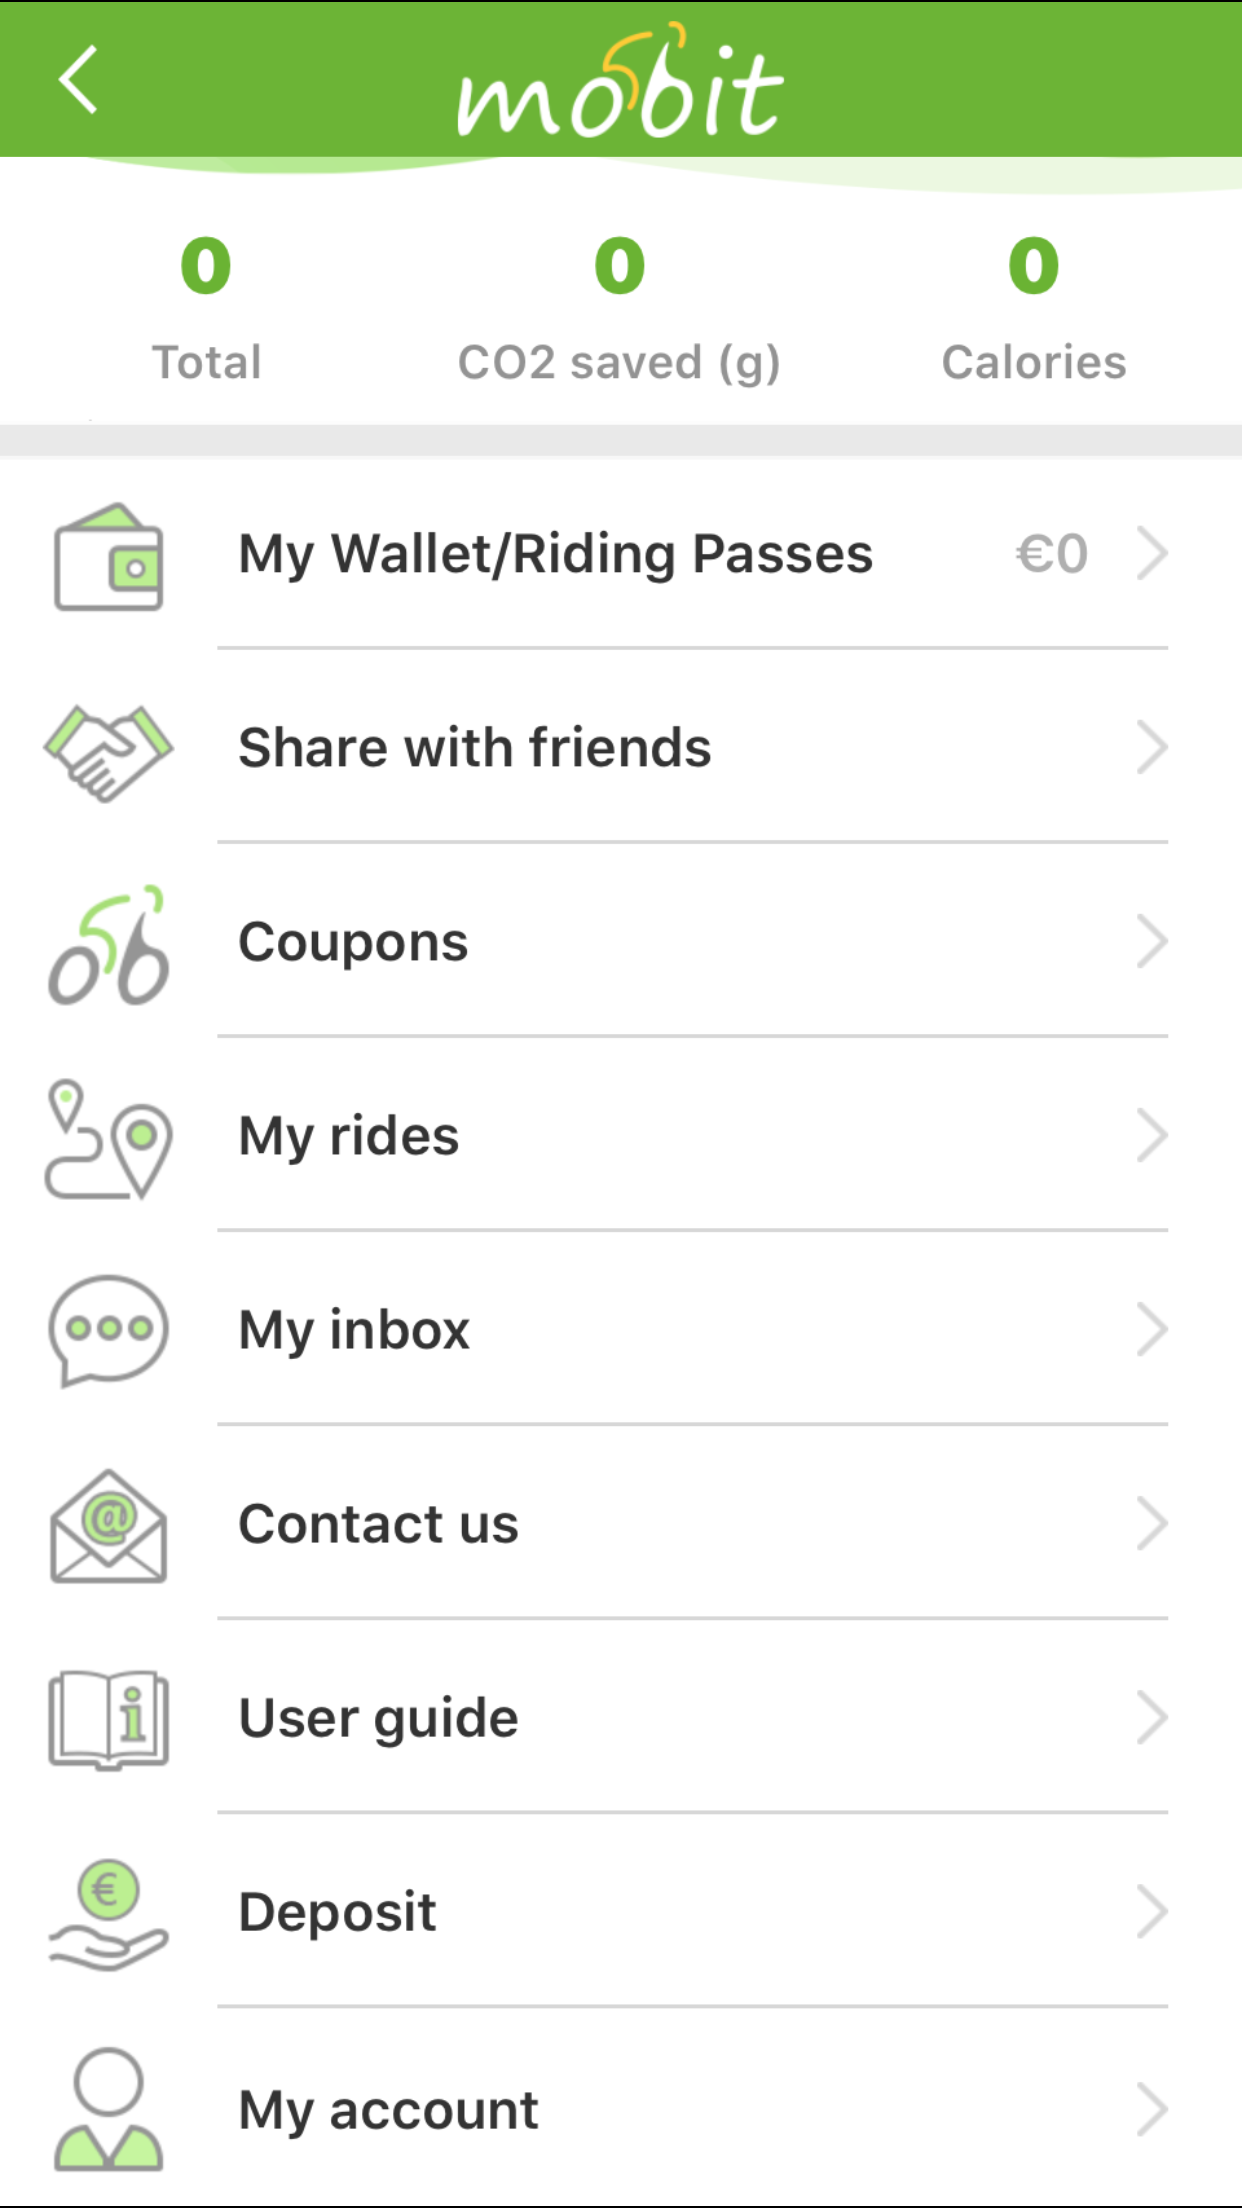 mobit
0 0 0
Total CO2 saved (g) Calories
My Wallet/Riding Passes €0
Share with friends
Coupons
My rides
My inbox
@
Contact us
i
User guide
€
Deposit
My account